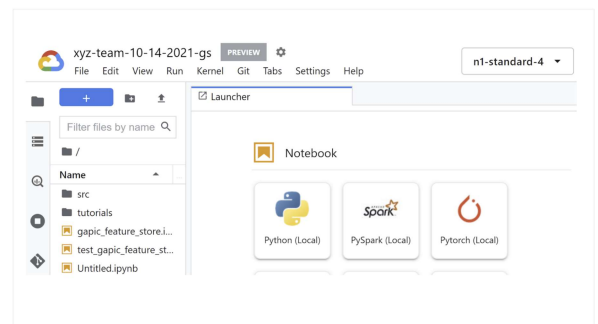 xyz-team-10-14-2021-gs PREVIEW
File Edit View Run Kernel Git Tabs Settings Help
n1-standard-4
+
Launcher
Filter files by name
/
Name
src
tutorials
gapic_feature_store.i...
test_gapic_feature_st...
Untitled.ipynb
Notebook
APACHE Spark
Python (Local) PySpark (Local) Pytorch (Local)